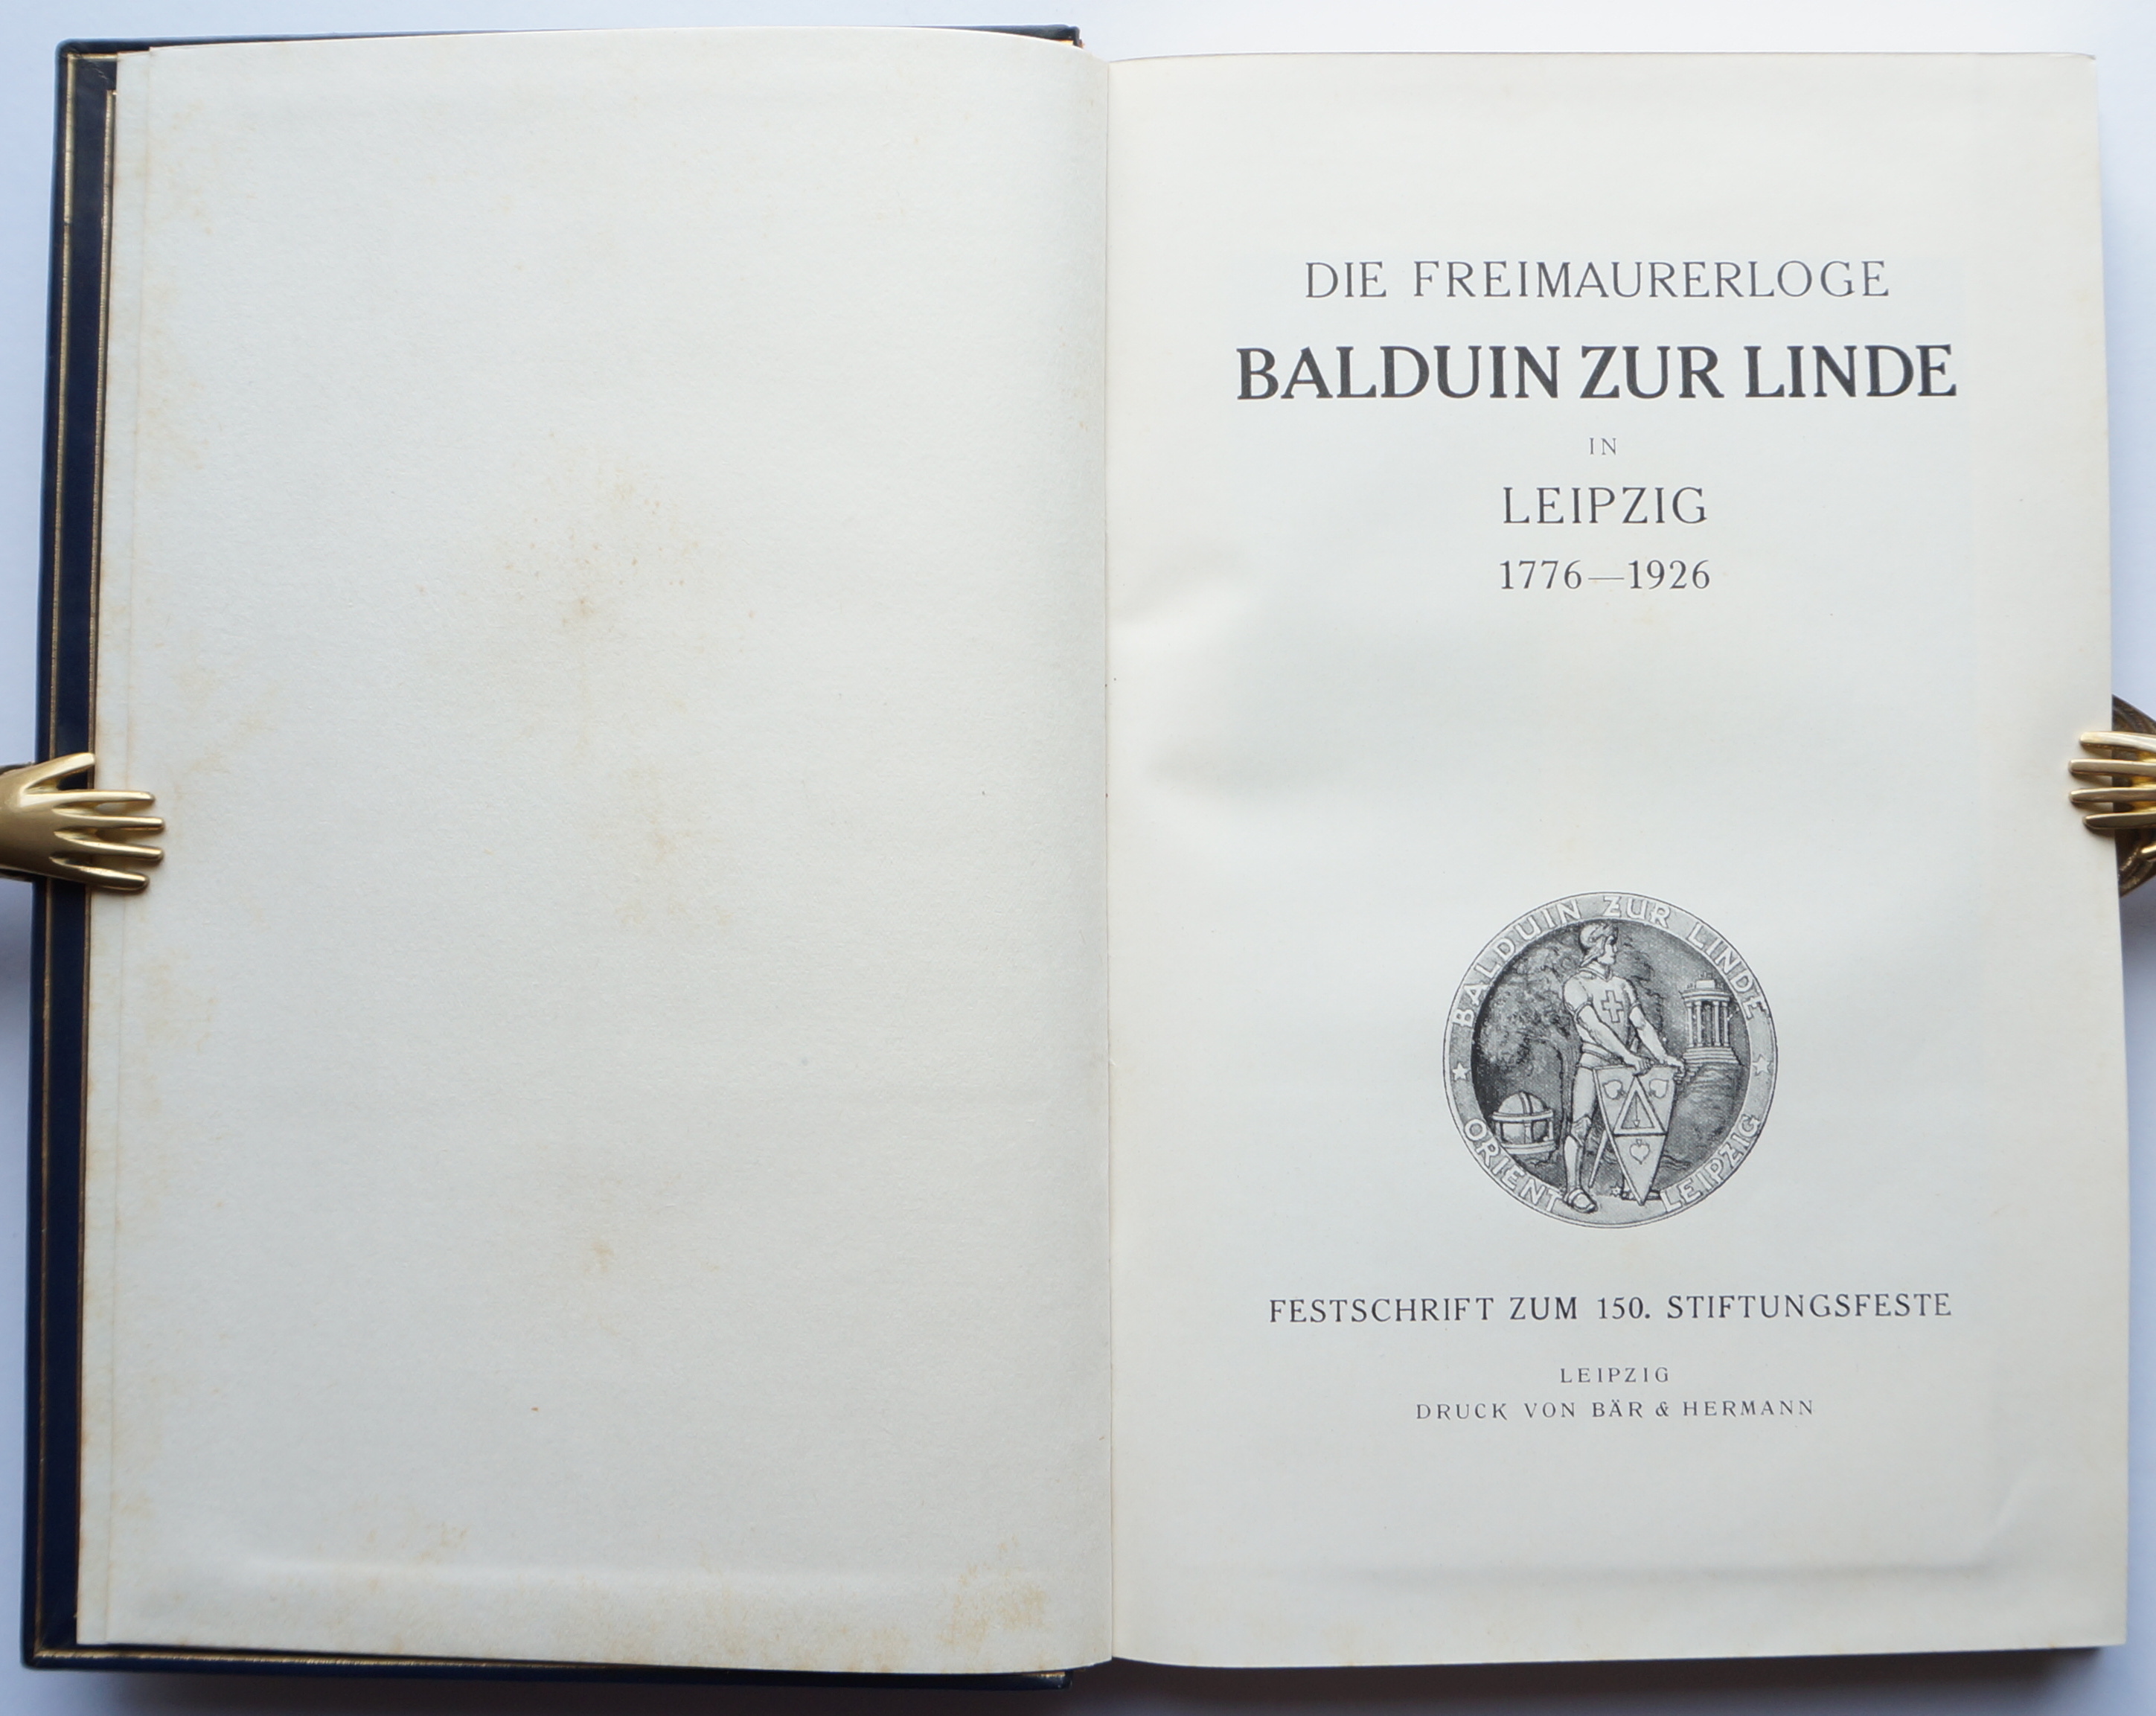 DIE FREIMAURERLOGE
BALDUIN ZUR LINDE
IN
LEIPZIG
1776—1926
BALDUIN ZUR LINDE
ORIENT LEIPZIG
FESTSCHRIFT ZUM 150. STIFTUNGSFESTE
LEIPZIG
DRUCK VON BÄR & HERMANN